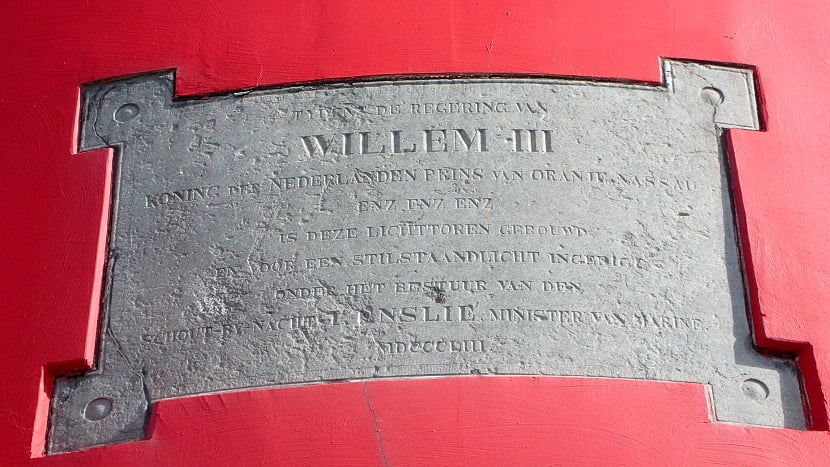 TYDENS DE REGERING VAN
WILLEM III
KONING DER NEDERLANDEN PRINS VAN ORANJE-NASSAU
ENZ ENZ ENZ
IS DEZE LICHTTOREN GEBOUWD
EN VOOR EEN STILSTAANDLICHT INGERIGT
ONDER HET BESTUUR VAN DEN
SCHOUT-BY-NACHT J. ENSLIE, MINISTER VAN MARINE.
MDCCCLIII